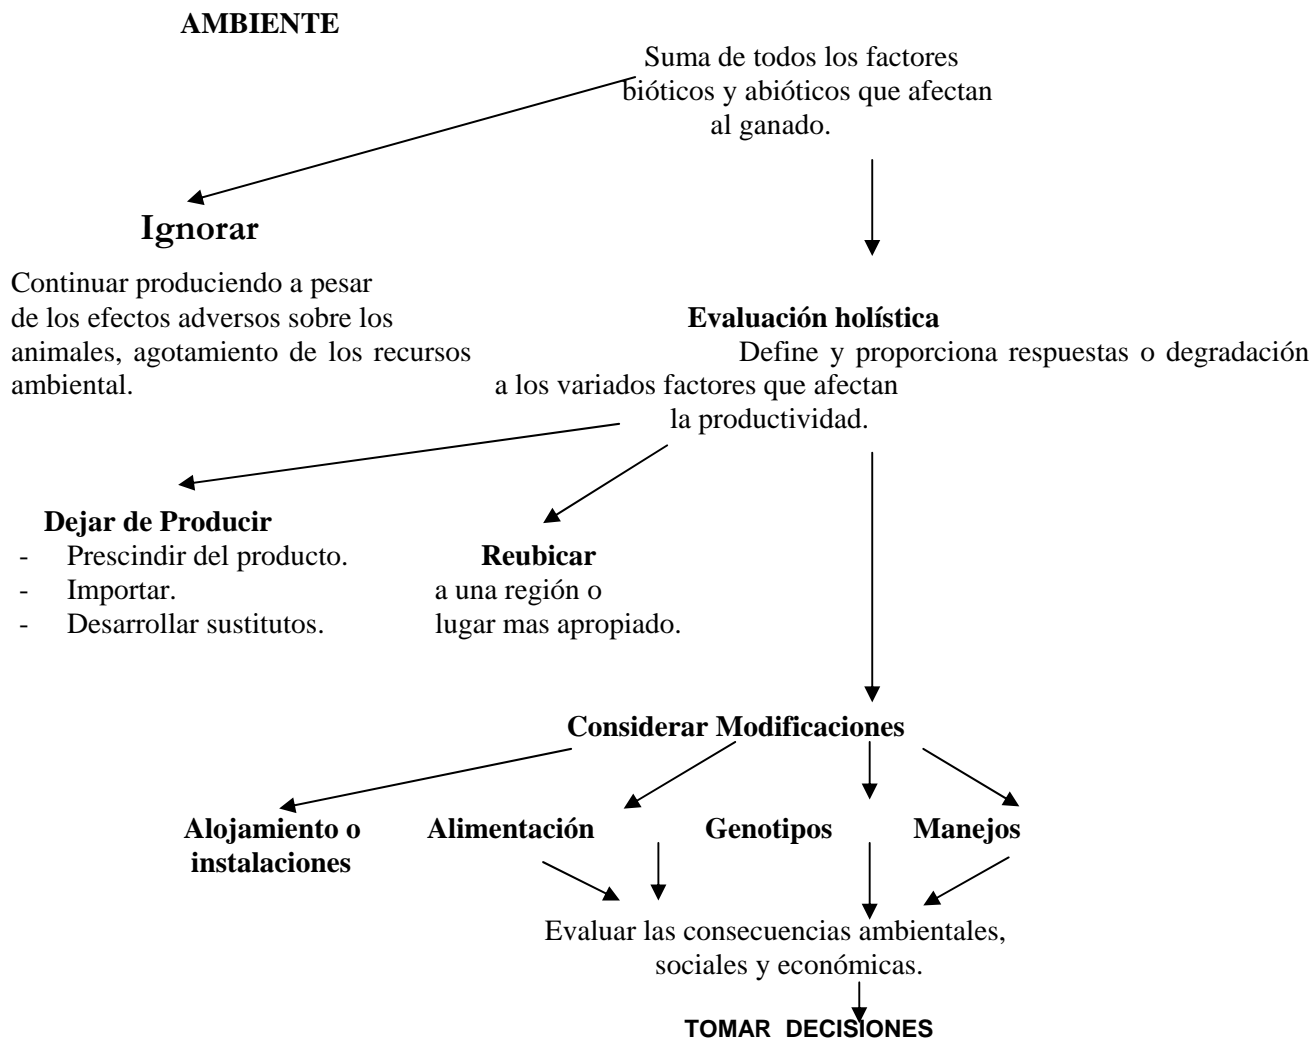 AMBIENTE
Suma de todos los factores
bióticos y abióticos que afectan
al ganado.
Ignorar
Continuar produciendo a pesar
de los efectos adversos sobre los
animales, agotamiento de los recursos
ambiental.
Evaluación holística
Define y proporciona respuestas o degradación
a los variados factores que afectan
la productividad.
Dejar de Producir
- Prescindir del producto.
- Importar.
- Desarrollar sustitutos.
Reubicar
a una región o
lugar mas apropiado.
Considerar Modificaciones
Alojamiento o
instalaciones
Alimentación
Genotipos
Manejos
Evaluar las consecuencias ambientales,
sociales y económicas.
TOMAR DECISIONES